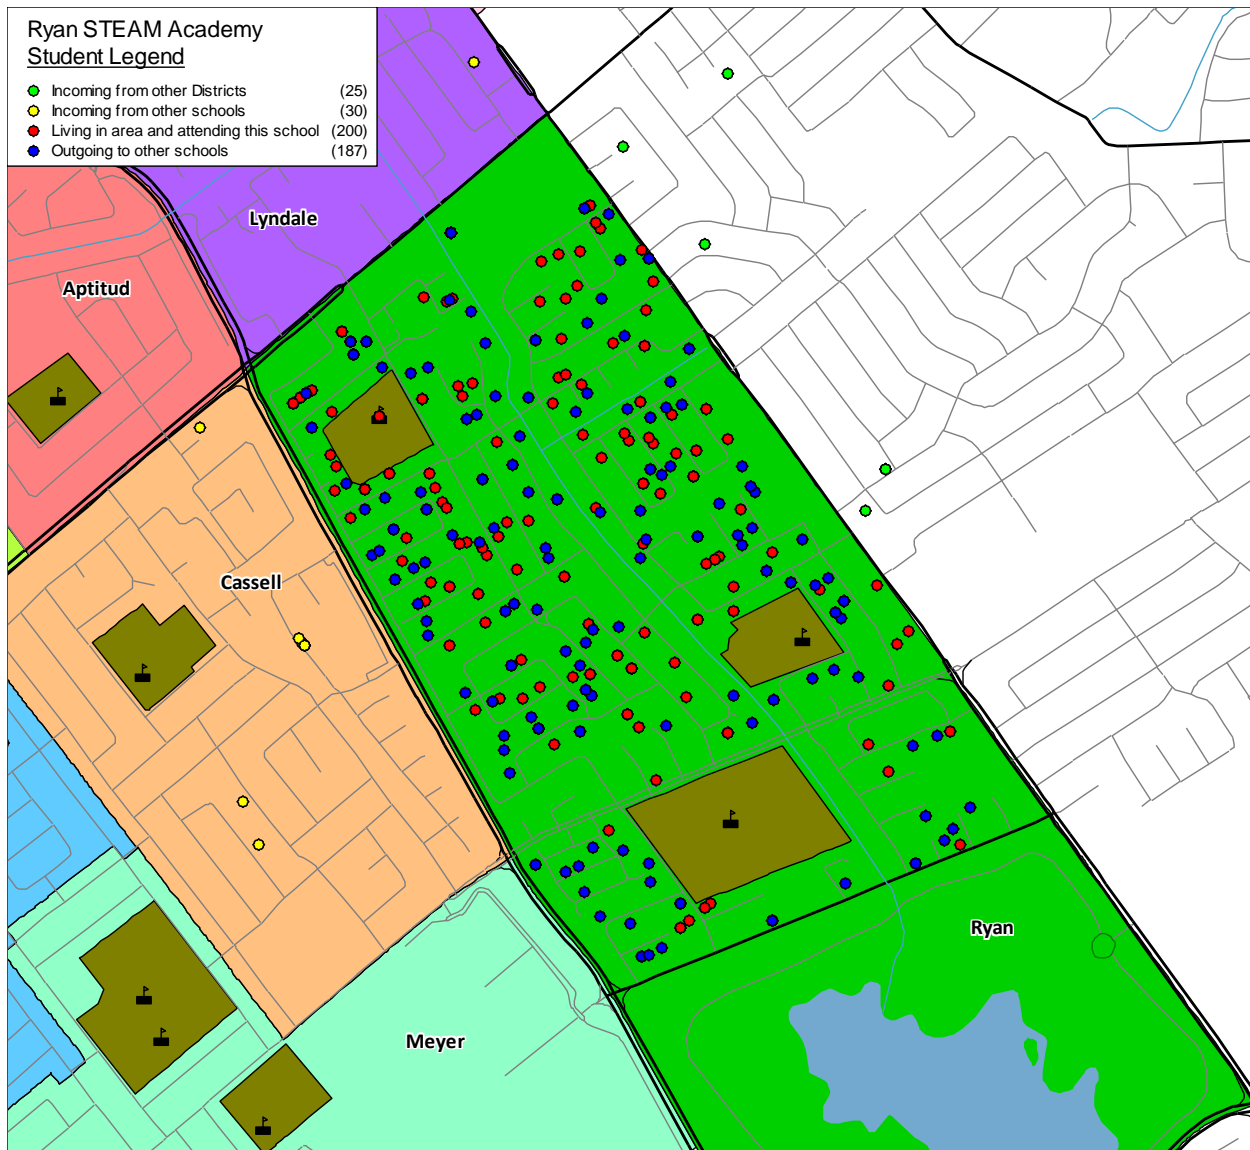 Ryan STEAM Academy
Student Legend
Incoming from other Districts (25)
Incoming from other schools (30)
Living in area and attending this school (200)
Outgoing to other schools (187)
Lyndale
Aptitud
Cassell
Ryan
Meyer